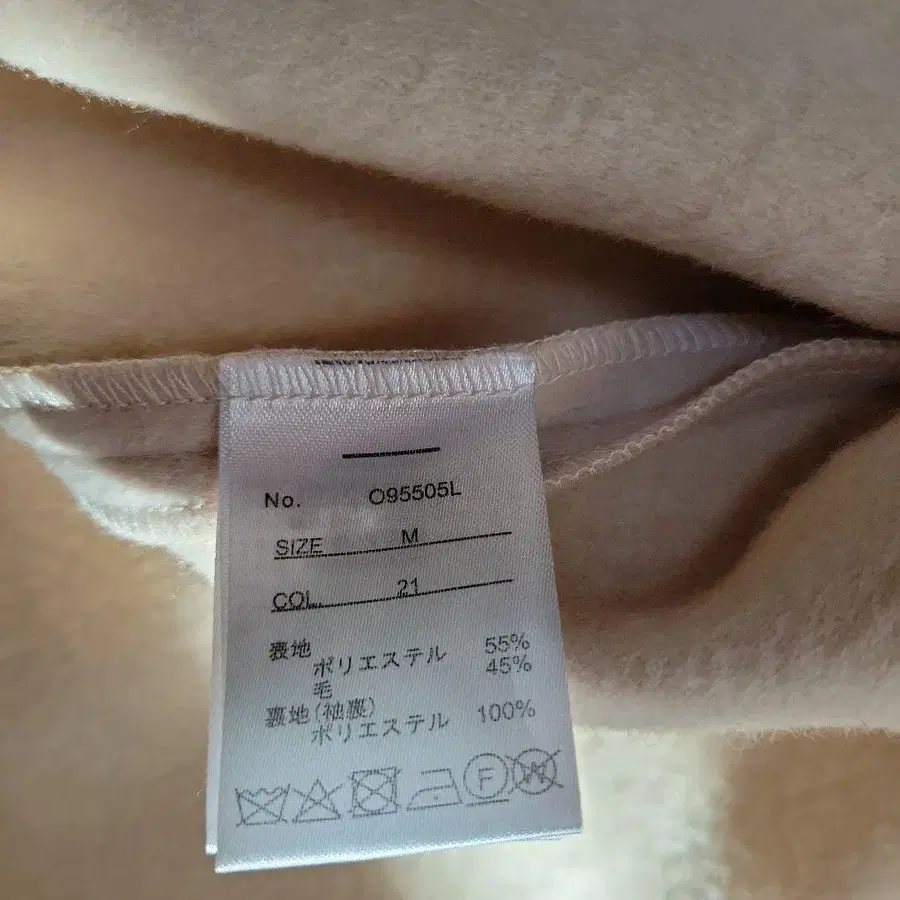 No. O95505L
SIZE M
COL. 21
表地
ポリエステル 55%
毛 45%
裏地(袖裏)
ポリエステル 100%
F W